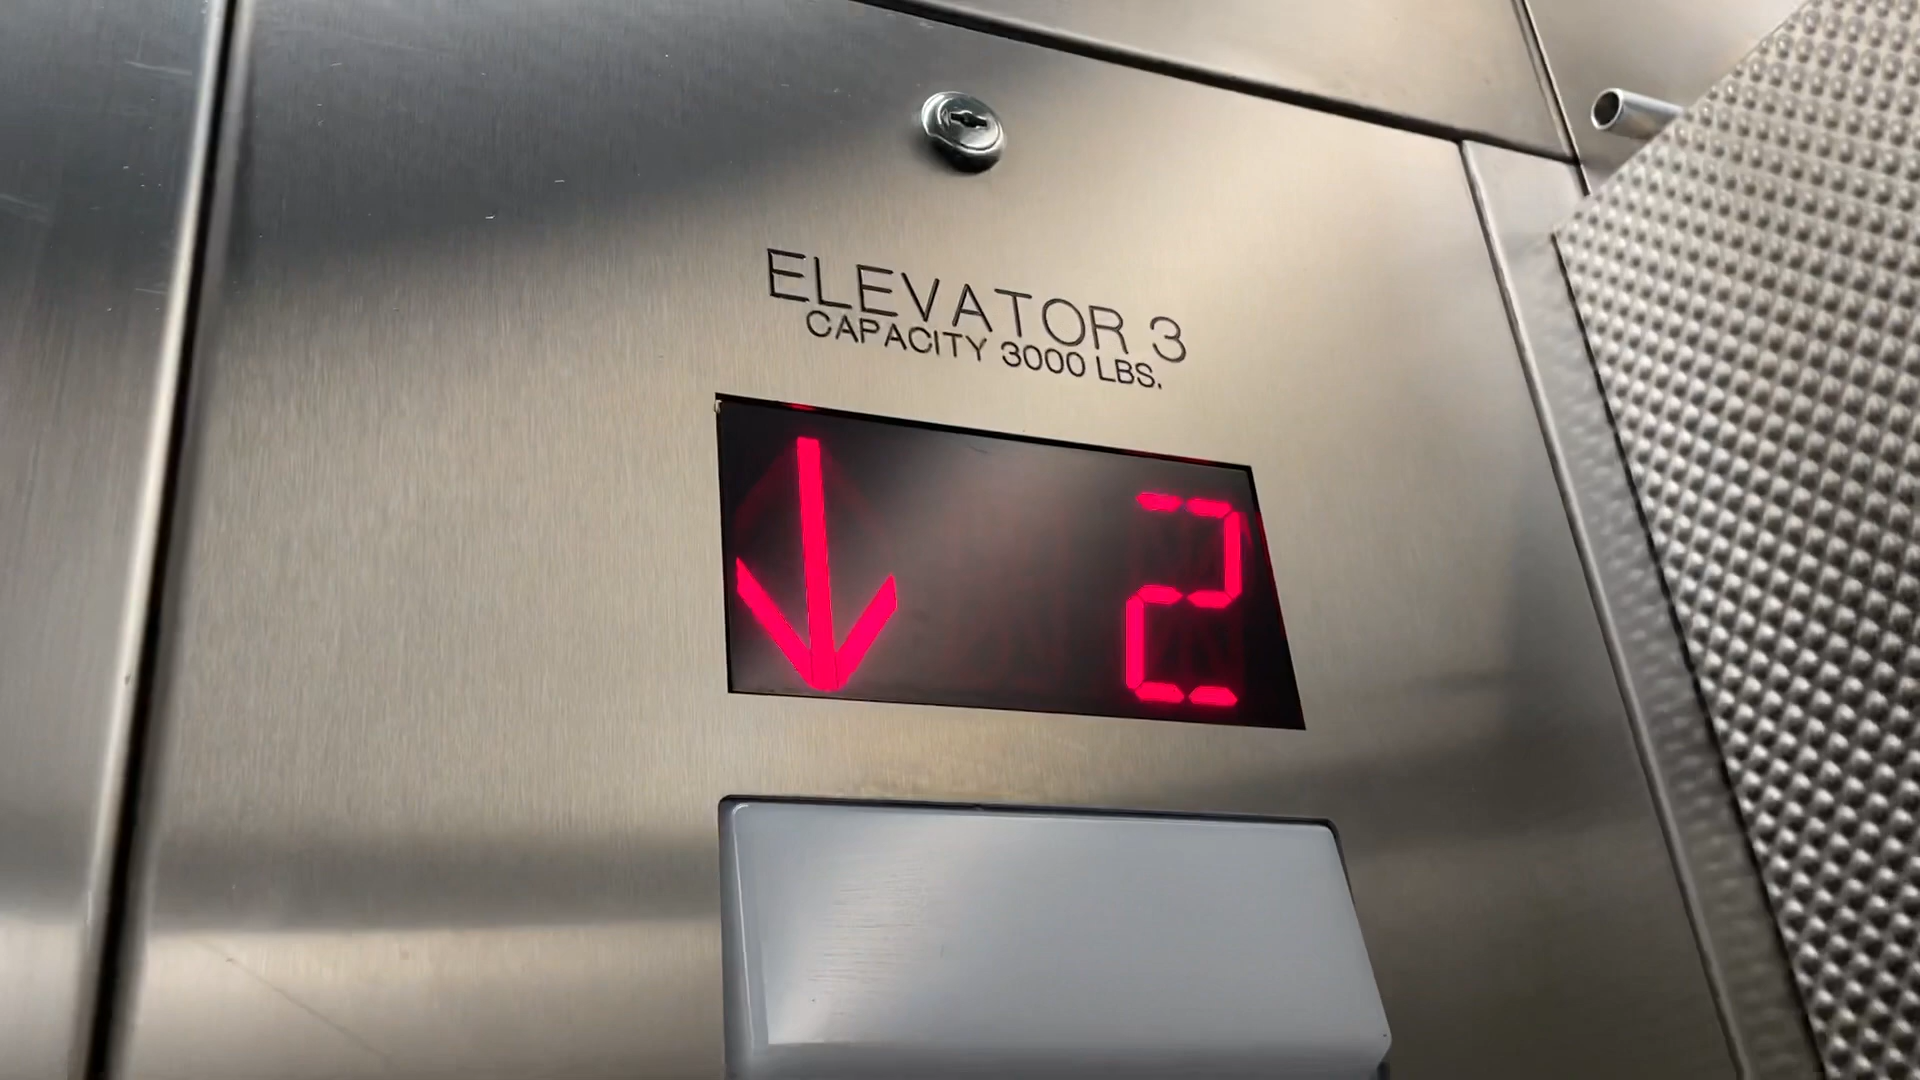 ELEVATOR 3
CAPACITY 3000 LBS.
↓ 2